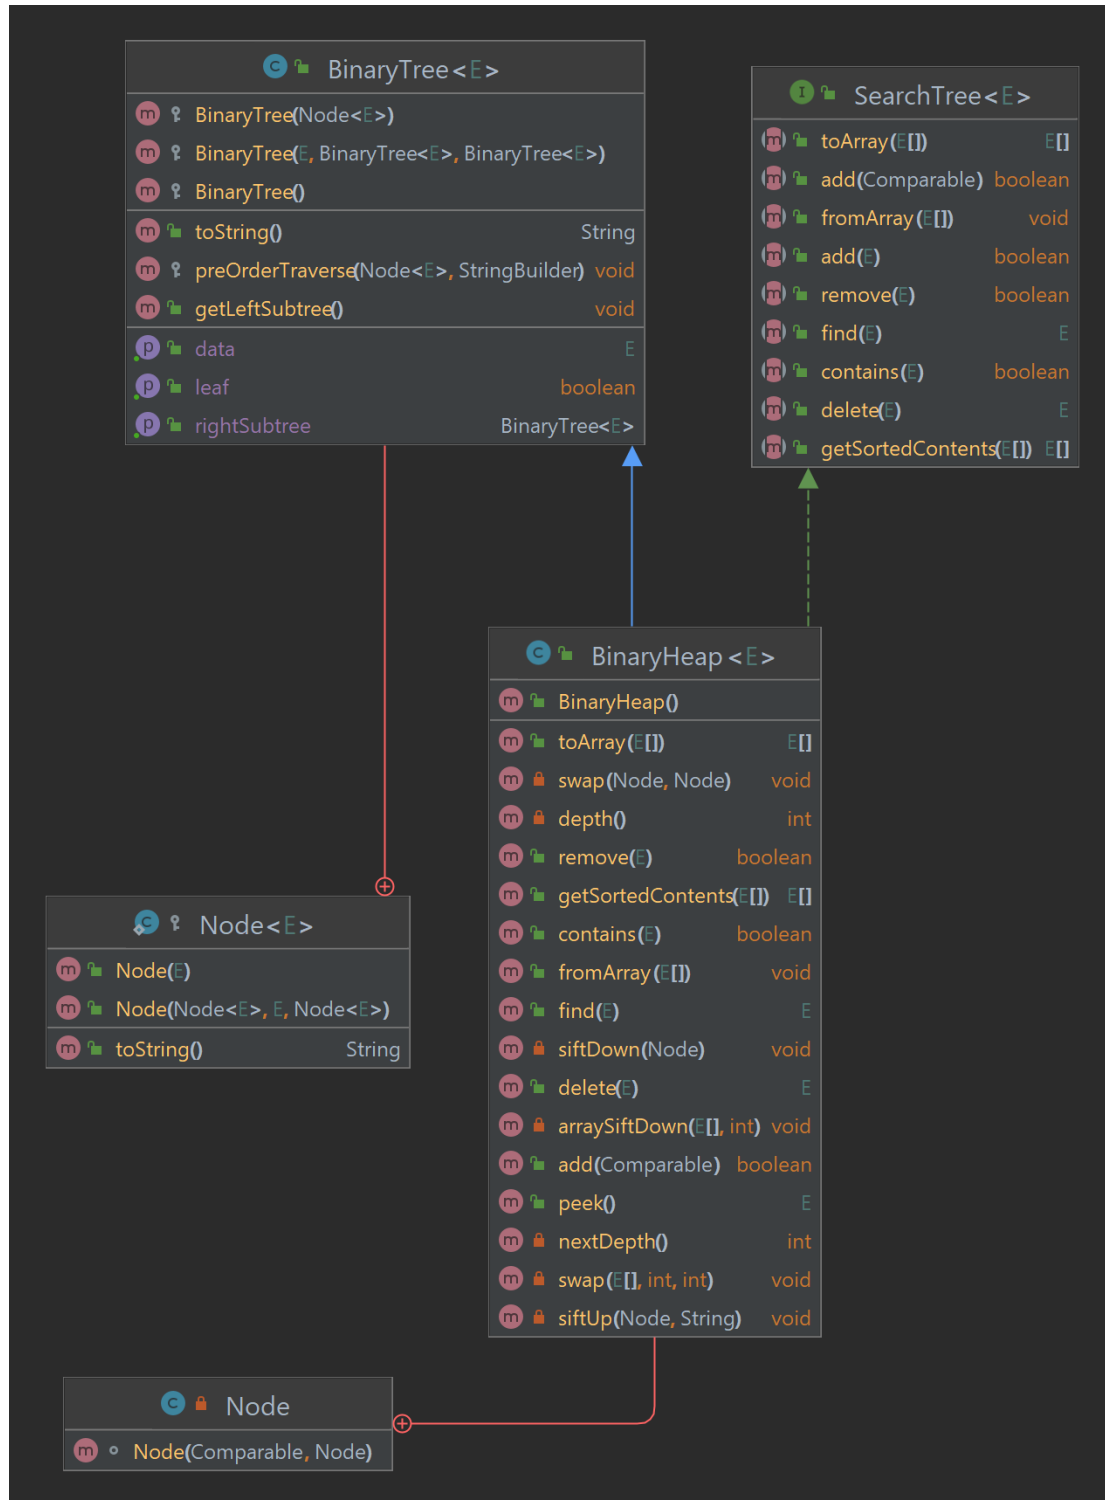 BinaryTree<E>
BinaryTree(Node<E>)
BinaryTree(E, BinaryTree<E>, BinaryTree<E>)
BinaryTree()
toString() String
preOrderTraverse(Node<E>, StringBuilder) void
getLeftSubtree() void
data E
leaf boolean
rightSubtree BinaryTree<E>
SearchTree<E>
toArray(E[]) E[]
add(Comparable) boolean
fromArray(E[]) void
add(E) boolean
remove(E) boolean
find(E) E
contains(E) boolean
delete(E) E
getSortedContents(E[]) E[]
BinaryHeap<E>
BinaryHeap()
toArray(E[]) E[]
swap(Node, Node) void
depth() int
remove(E) boolean
getSortedContents(E[]) E[]
contains(E) boolean
fromArray(E[]) void
find(E) E
siftDown(Node) void
delete(E) E
arraySiftDown(E[], int) void
add(Comparable) boolean
peek() E
nextDepth() int
swap(E[], int, int) void
siftUp(Node, String) void
Node<E>
Node(E)
Node(Node<E>, E, Node<E>)
toString() String
Node
Node(Comparable, Node)